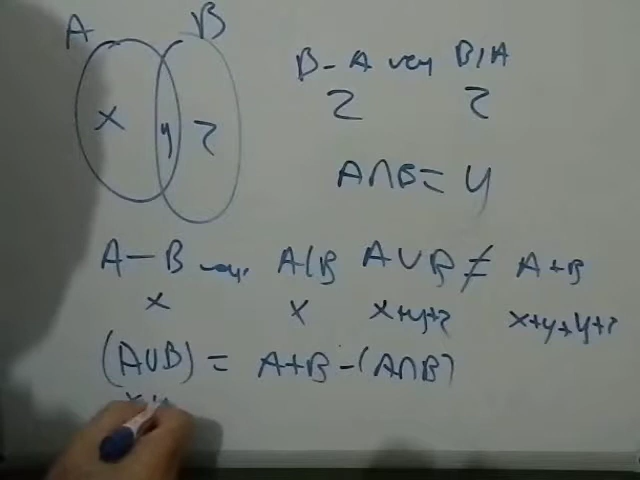 A B
x y z
B - A veya B \ A
z z
A∩B = y
A - B veya A \ B A∪B ≠ A+B
x x x+y+z x+y+y+z
(A∪B) = A+B - (A∩B)